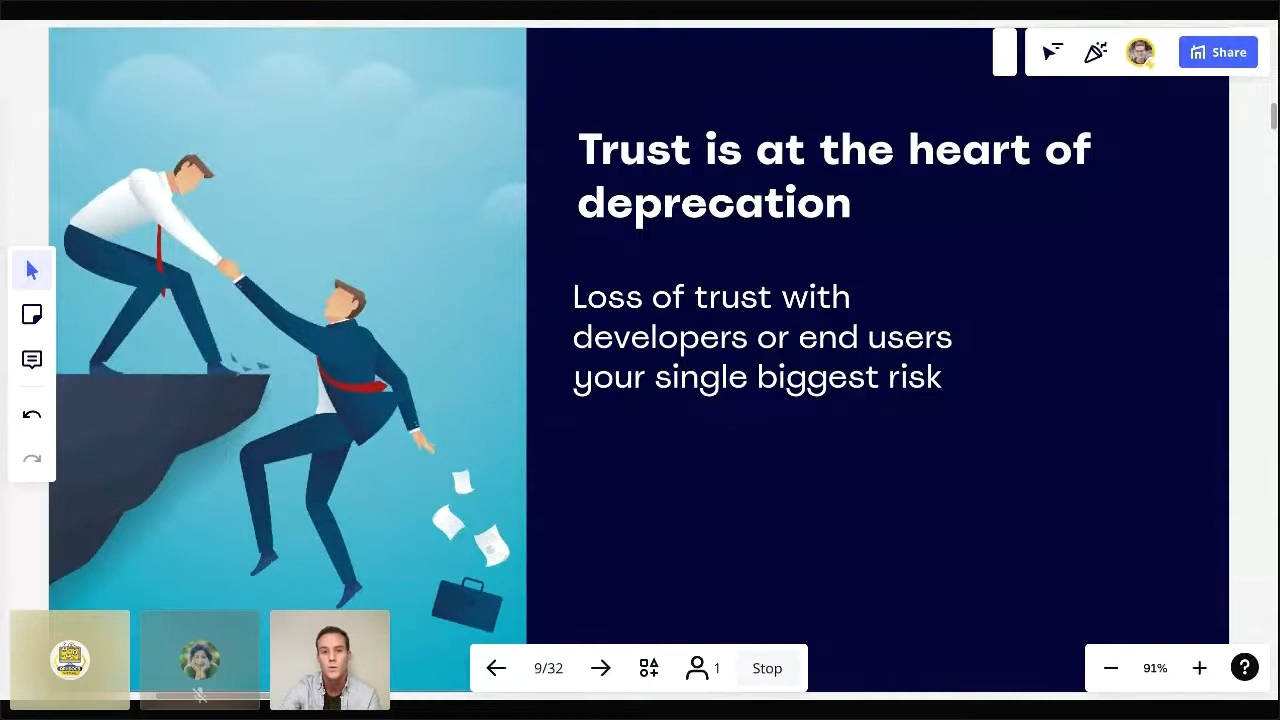 Share
Trust is at the heart of
deprecation
Loss of trust with
developers or end users
your single biggest risk
9/32
1
Stop
91%
?